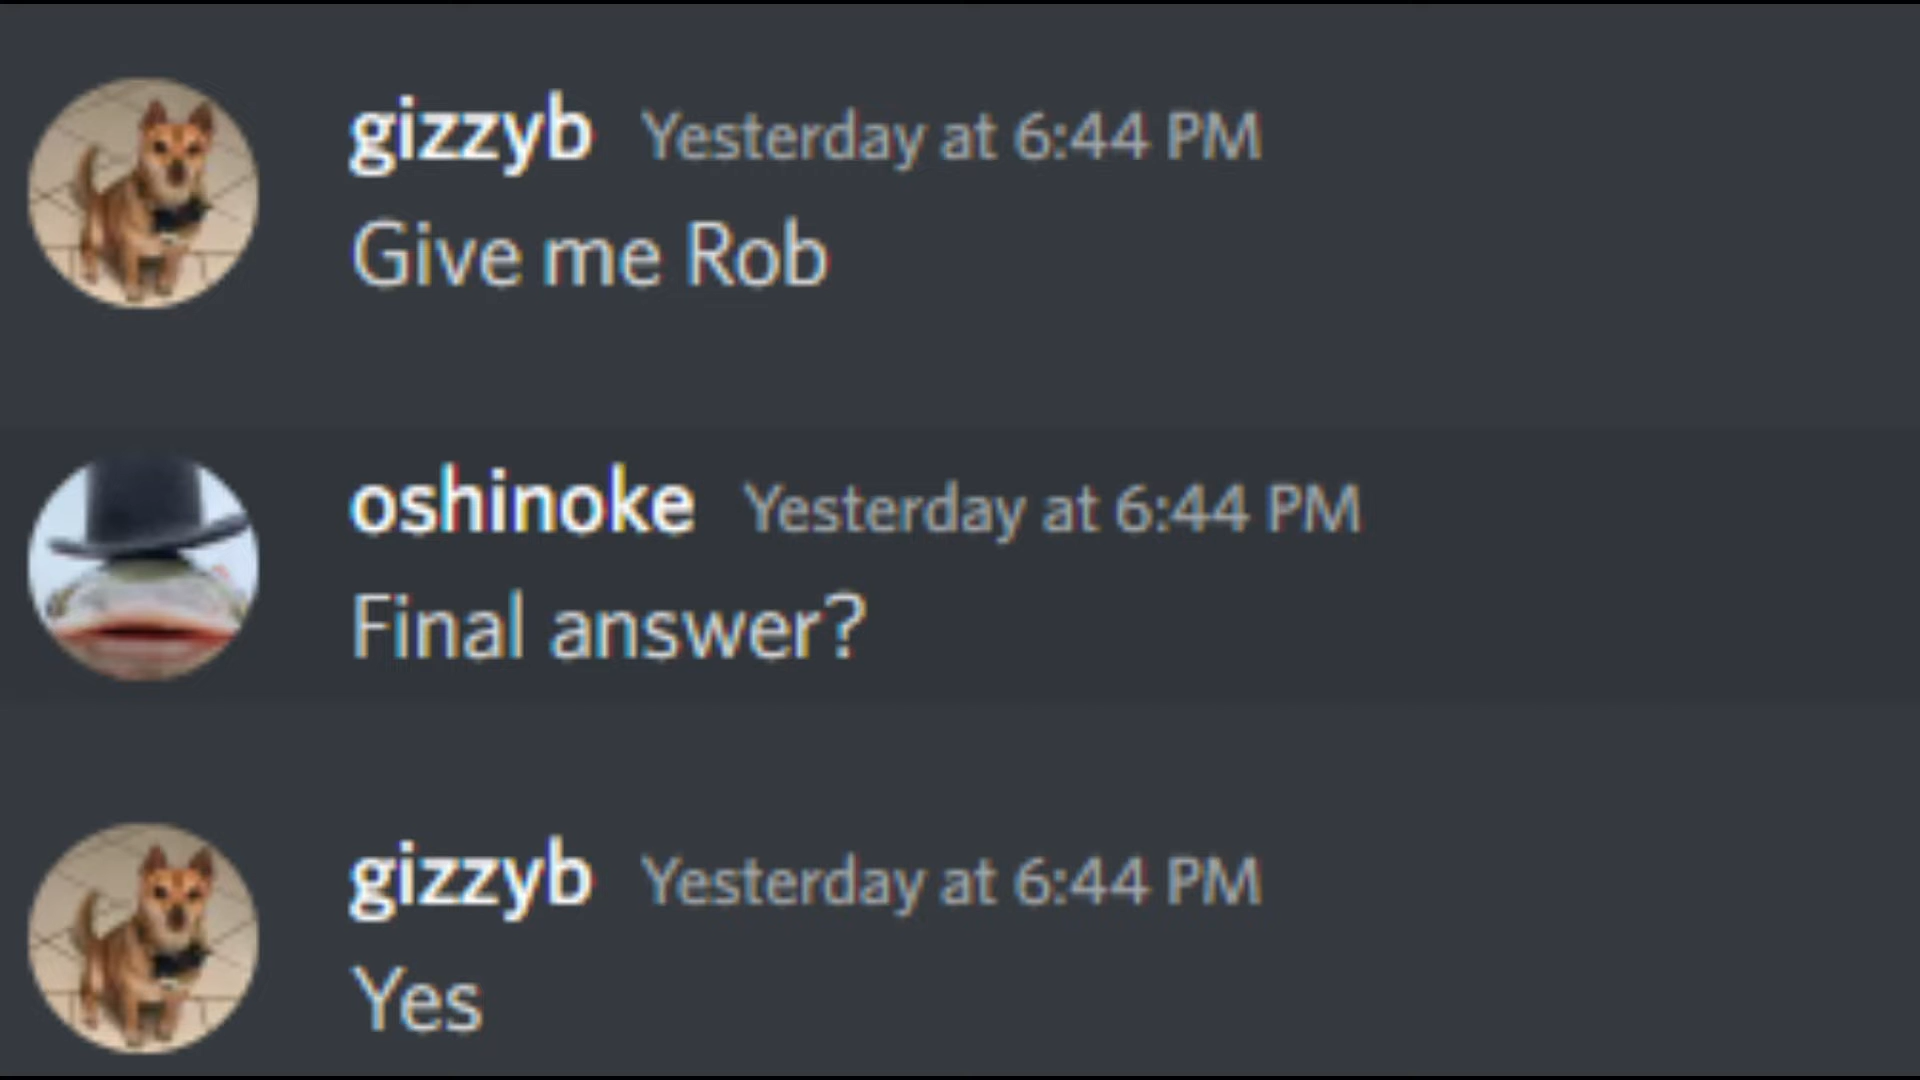 gizzyb Yesterday at 6:44 PM
Give me Rob
oshinoke Yesterday at 6:44 PM
Final answer?
gizzyb Yesterday at 6:44 PM
Yes